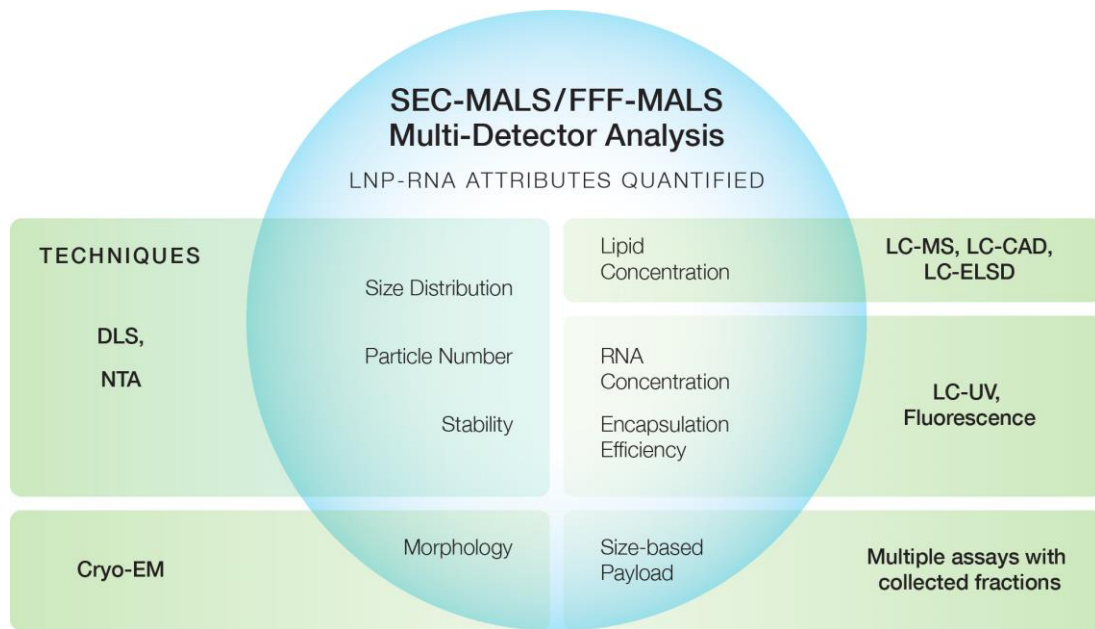 SEC-MALS/FFF-MALS
Multi-Detector Analysis
LNP-RNA ATTRIBUTES QUANTIFIED
TECHNIQUES
DLS,
NTA
Size Distribution
Particle Number
Stability
Lipid
Concentration
LC-MS, LC-CAD,
LC-ELSD
RNA
Concentration
Encapsulation
Efficiency
LC-UV,
Fluorescence
Cryo-EM
Morphology
Size-based
Payload
Multiple assays with
collected fractions